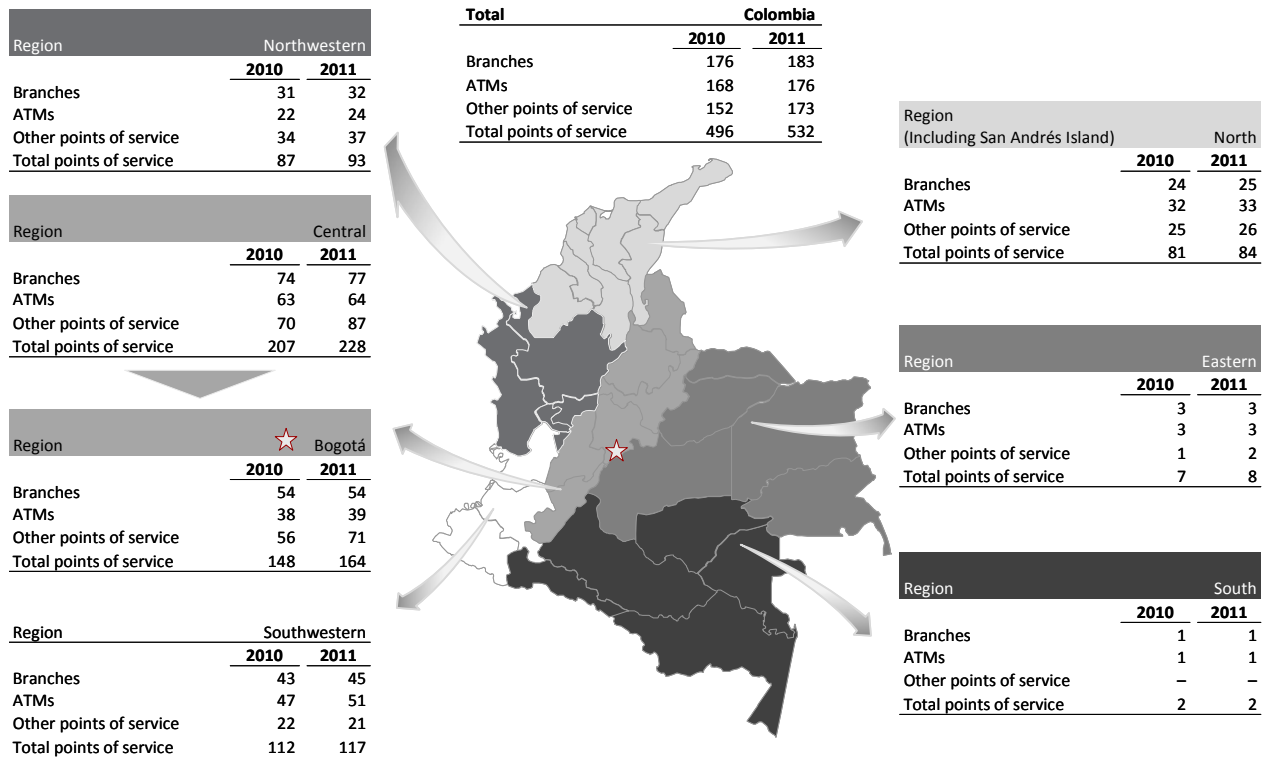 Region Northwestern
2010 2011
Branches 31 32
ATMs 22 24
Other points of service 34 37
Total points of service 87 93
Region Central
2010 2011
Branches 74 77
ATMs 63 64
Other points of service 70 87
Total points of service 207 228
Region Bogotá
2010 2011
Branches 54 54
ATMs 38 39
Other points of service 56 71
Total points of service 148 164
Region Southwestern
2010 2011
Branches 43 45
ATMs 47 51
Other points of service 22 21
Total points of service 112 117
Total Colombia
2010 2011
Branches 176 183
ATMs 168 176
Other points of service 152 173
Total points of service 496 532
Region
(Including San Andrés Island) North
2010 2011
Branches 24 25
ATMs 32 33
Other points of service 25 26
Total points of service 81 84
Region Eastern
2010 2011
Branches 3 3
ATMs 3 3
Other points of service 1 2
Total points of service 7 8
Region South
2010 2011
Branches 1 1
ATMs 1 1
Other points of service – –
Total points of service 2 2